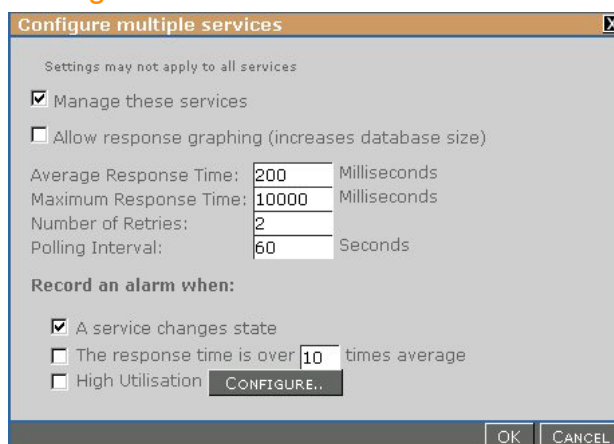 Configure multiple services X
Settings may not apply to all services
Manage these services
Allow response graphing (increases database size)
Average Response Time: 200 Milliseconds
Maximum Response Time: 10000 Milliseconds
Number of Retries: 2
Polling Interval: 60 Seconds
Record an alarm when:
A service changes state
The response time is over 10 times average
High Utilisation CONFIGURE..
OK CANCEL